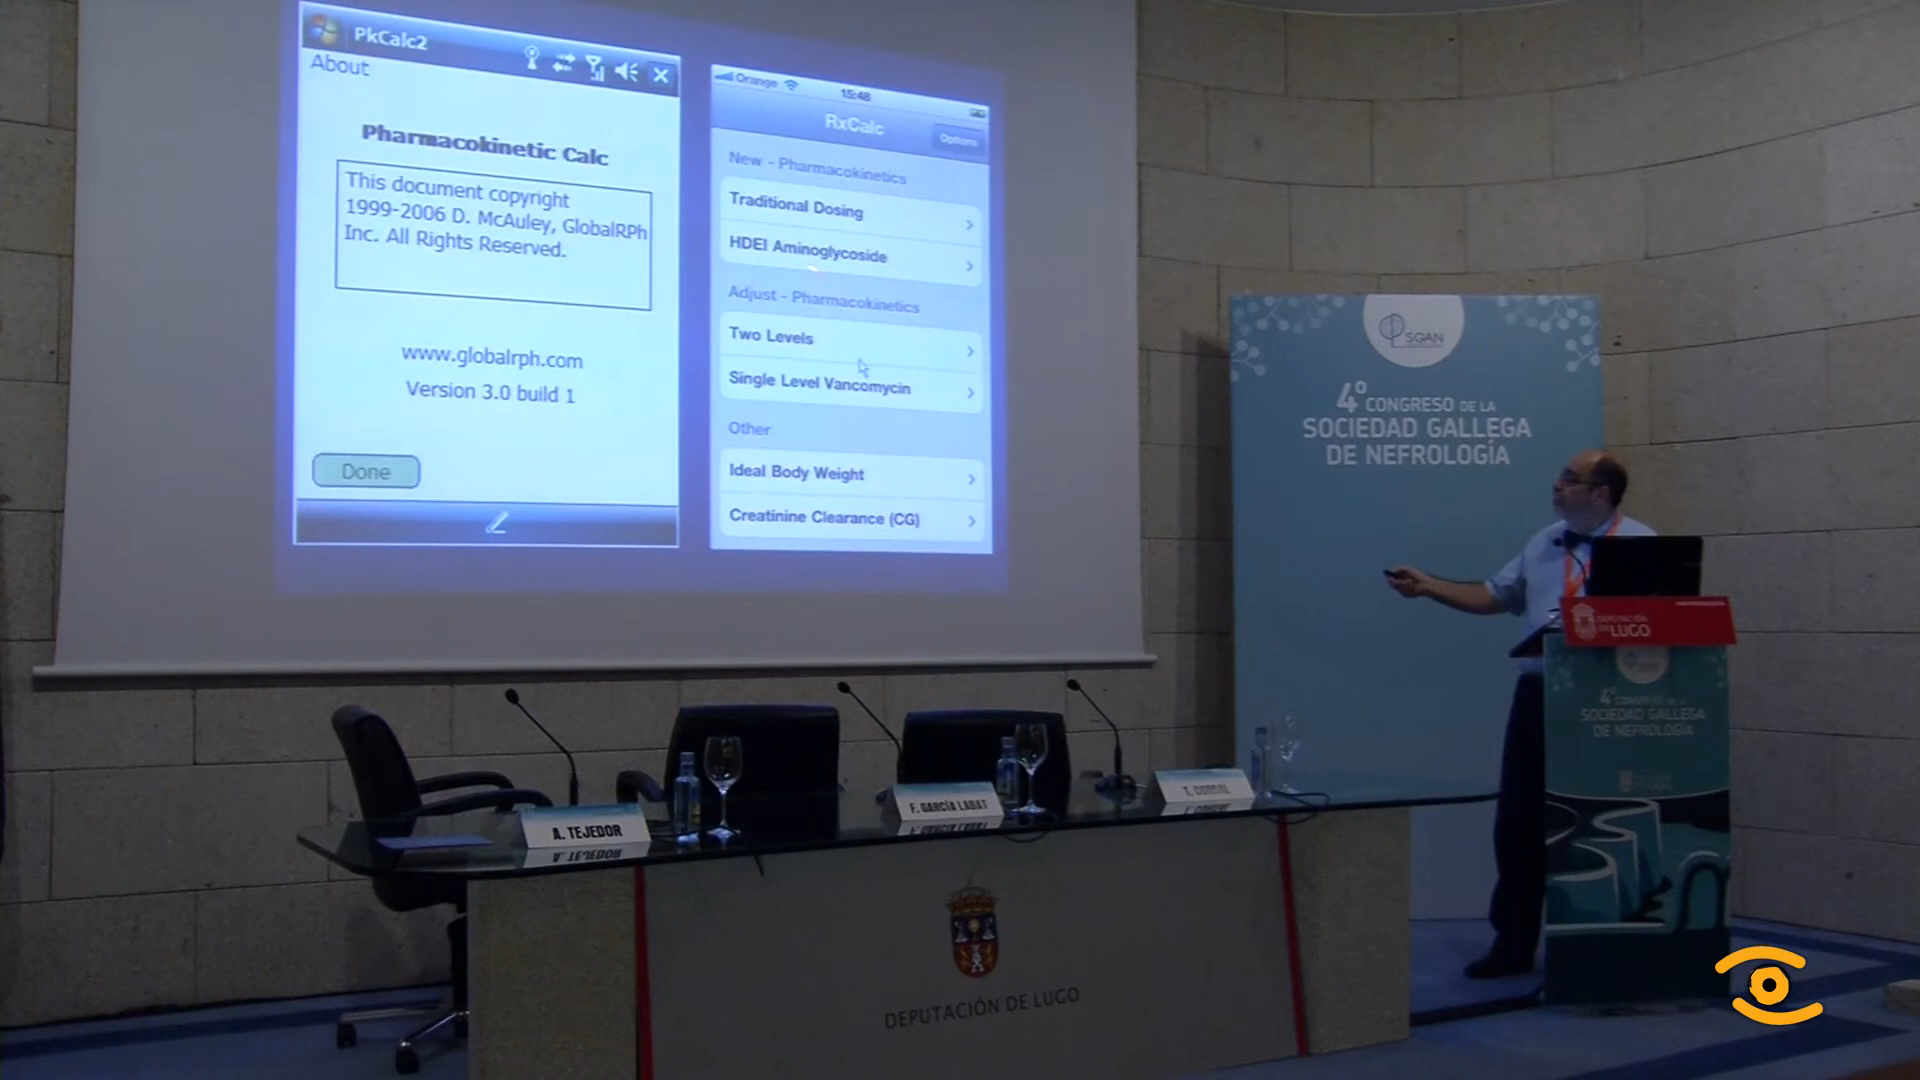 PkCalc2
About
Pharmacokinetic Calc
This document copyright
1999-2006 D. McAuley, GlobalRPh
Inc. All Rights Reserved.
www.globalrph.com
Version 3.0 build 1
Done
Orange
15:48
RxCalc
Options
New - Pharmacokinetics
Traditional Dosing
HDEI Aminoglycoside
Adjust - Pharmacokinetics
Two Levels
Single Level Vancomycin
Other
Ideal Body Weight
Creatinine Clearance (CG)
SGAN
4º CONGRESO DE LA
SOCIEDAD GALLEGA
DE NEFROLOGÍA
DEPUTACIÓN
DE LUGO
4º CONGRESO DE LA
SOCIEDAD GALLEGA
DE NEFROLOGÍA
A. TEJEDOR
F. GARCÍA LABAT
T. CORRAL
DEPUTACIÓN DE LUGO